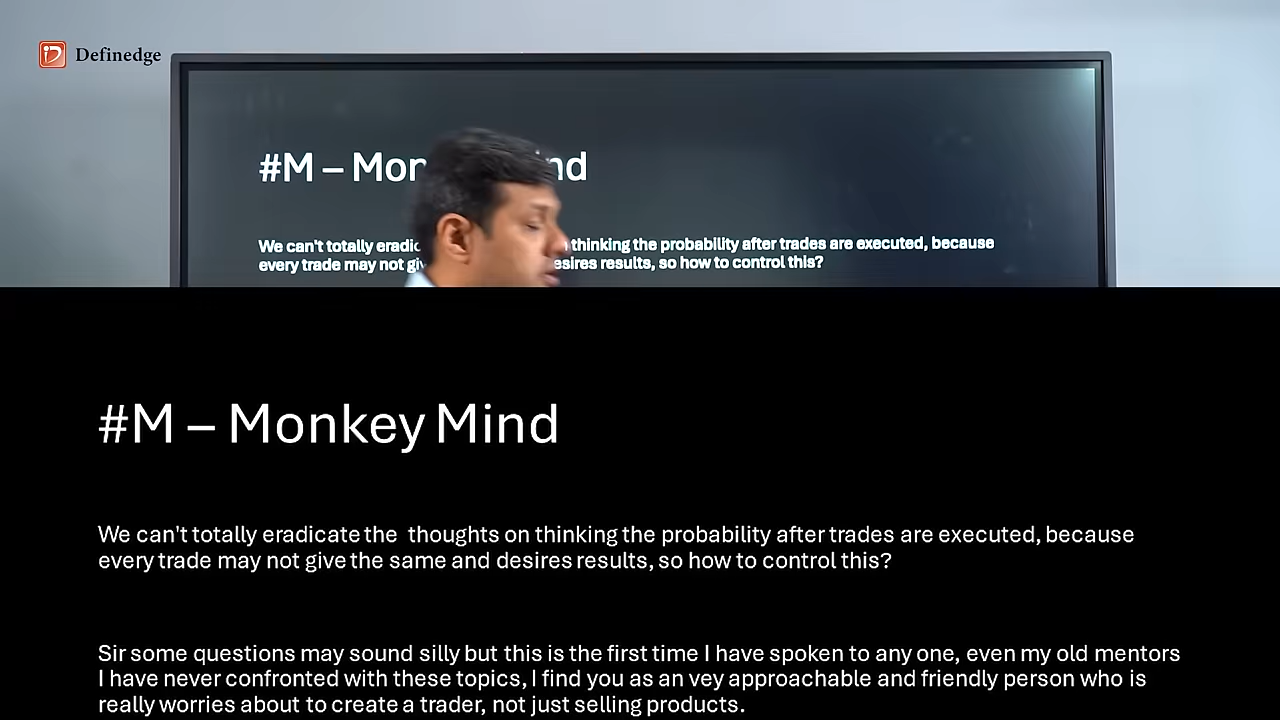 Definedge
#M – Mon nd
We can't totally eradic thinking the probability after trades are executed, because
every trade may not giv esires results, so how to control this?
#M – Monkey Mind
We can't totally eradicate the thoughts on thinking the probability after trades are executed, because
every trade may not give the same and desires results, so how to control this?
Sir some questions may sound silly but this is the first time I have spoken to any one, even my old mentors
I have never confronted with these topics, I find you as an vey approachable and friendly person who is
really worries about to create a trader, not just selling products.